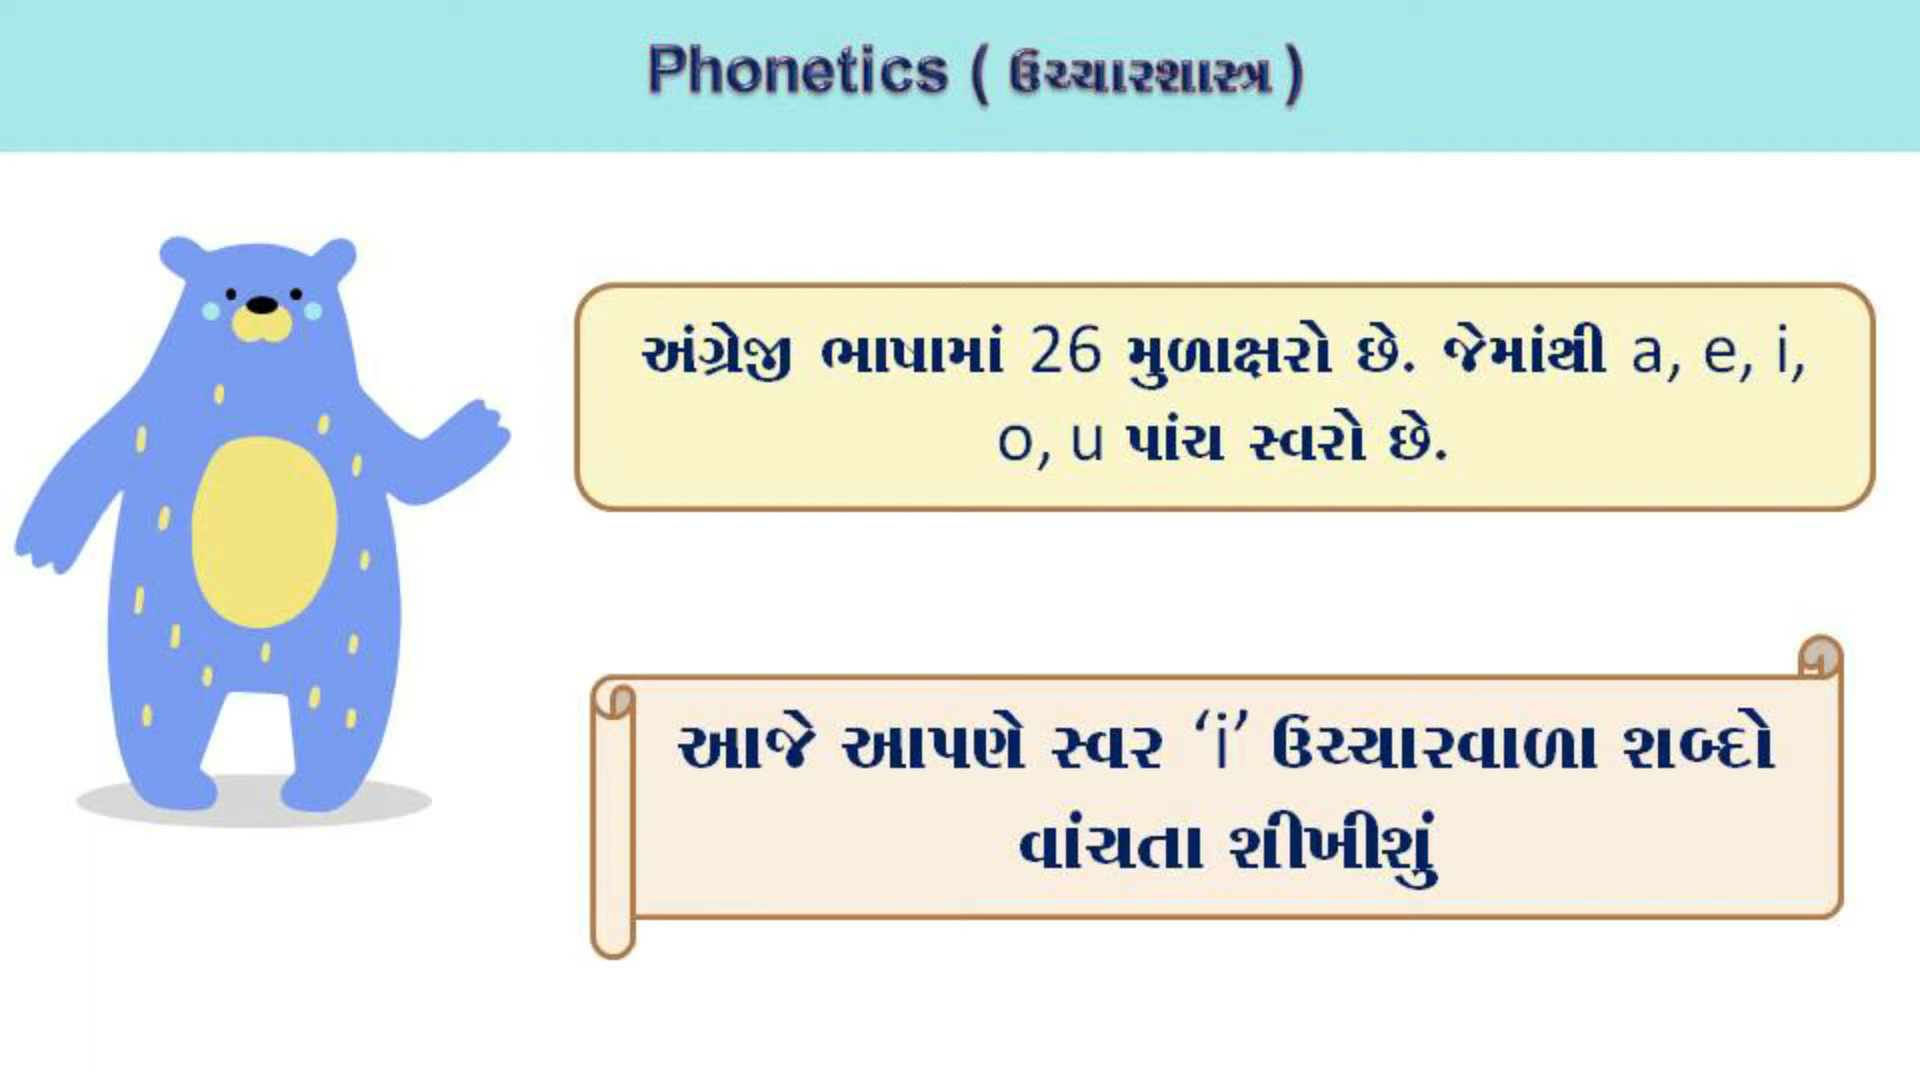 Phonetics ( ઉચ્ચારશાસ્ત્ર )
અંગ્રેજી ભાષામાં 26 મુળાક્ષરો છે. જેમાંથી a, e, i,
o, u પાંચ સ્વરો છે.
આજે આપણે સ્વર ‘i’ ઉચ્ચારવાળા શબ્દો
વાંચતા શીખીશું